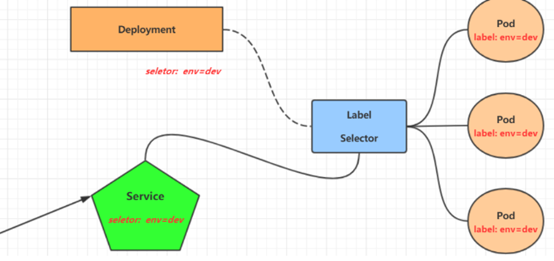 Deployment
seletor: env=dev
Label
Selector
Service
seletor: env=dev
Pod
label: env=dev
Pod
label: env=dev
Pod
label: env=dev